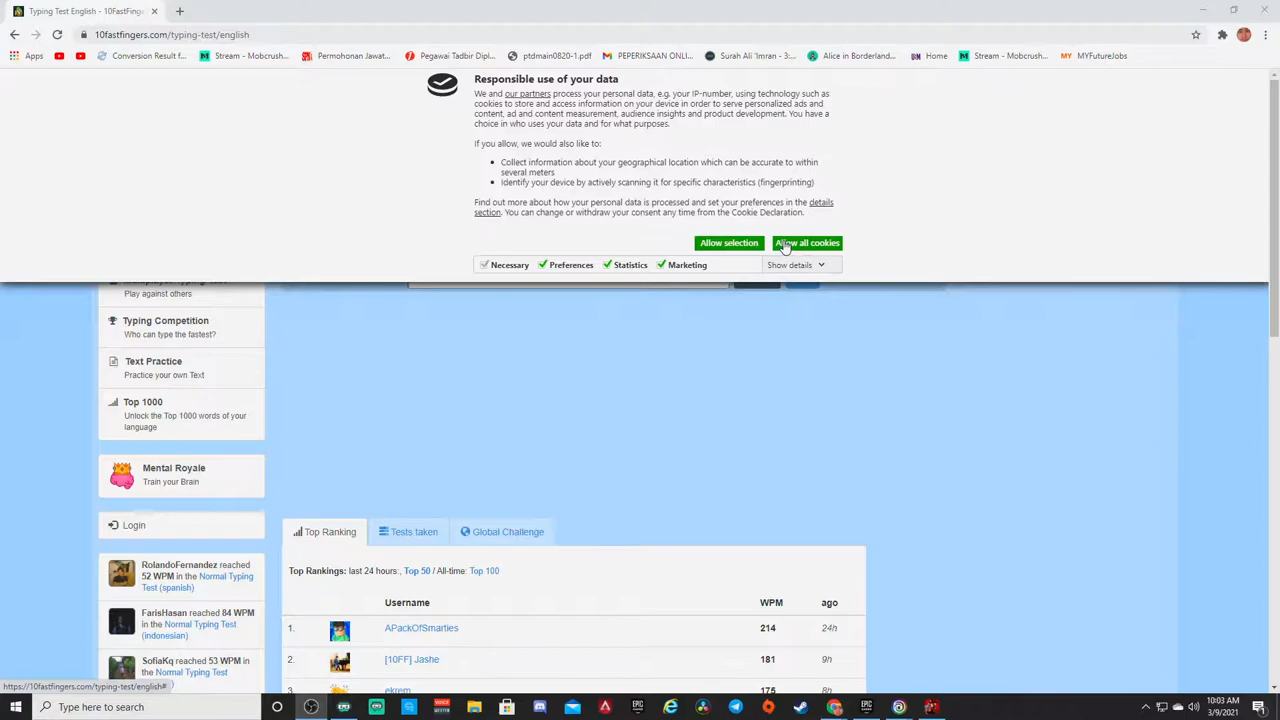 Typing Test English - 10FastFing
10fastfingers.com/typing-test/english
Apps
Conversion Result f...
Stream - Mobcrush...
Permohonan Jawat...
Pegawai Tadbir Dipl...
ptdmain0820-1.pdf
PEPERIKSAAN ONLI...
Surah Ali 'Imran - 3:...
Alice in Borderland...
Home
Stream - Mobcrush...
MYFutureJobs
Responsible use of your data
We and our partners process your personal data, e.g. your IP-number, using technology such as
cookies to store and access information on your device in order to serve personalized ads and
content, ad and content measurement, audience insights and product development. You have a
choice in who uses your data and for what purposes.
If you allow, we would also like to:
• Collect information about your geographical location which can be accurate to within
several meters
• Identify your device by actively scanning it for specific characteristics (fingerprinting)
Find out more about how your personal data is processed and set your preferences in the details
section. You can change or withdraw your consent any time from the Cookie Declaration.
Allow selection
Allow all cookies
Necessary Preferences Statistics Marketing Show details
Play against others
Typing Competition
Who can type the fastest?
Text Practice
Practice your own Text
Top 1000
Unlock the Top 1000 words of your
language
Mental Royale
Train your Brain
Login
RolandoFernandez reached
52 WPM in the Normal Typing
Test (spanish)
FarisHasan reached 84 WPM
in the Normal Typing Test
(indonesian)
SofiaKq reached 53 WPM in
the Normal Typing Test
Top Ranking
Tests taken
Global Challenge
Top Rankings: last 24 hours:, Top 50 / All-time: Top 100
Username WPM ago
1. APackOfSmarties 214 24h
2. [10FF] Jashe 181 9h
3. ekrem 175 8h
https://10fastfingers.com/typing-test/english#
Type here to search
10:03 AM
3/9/2021